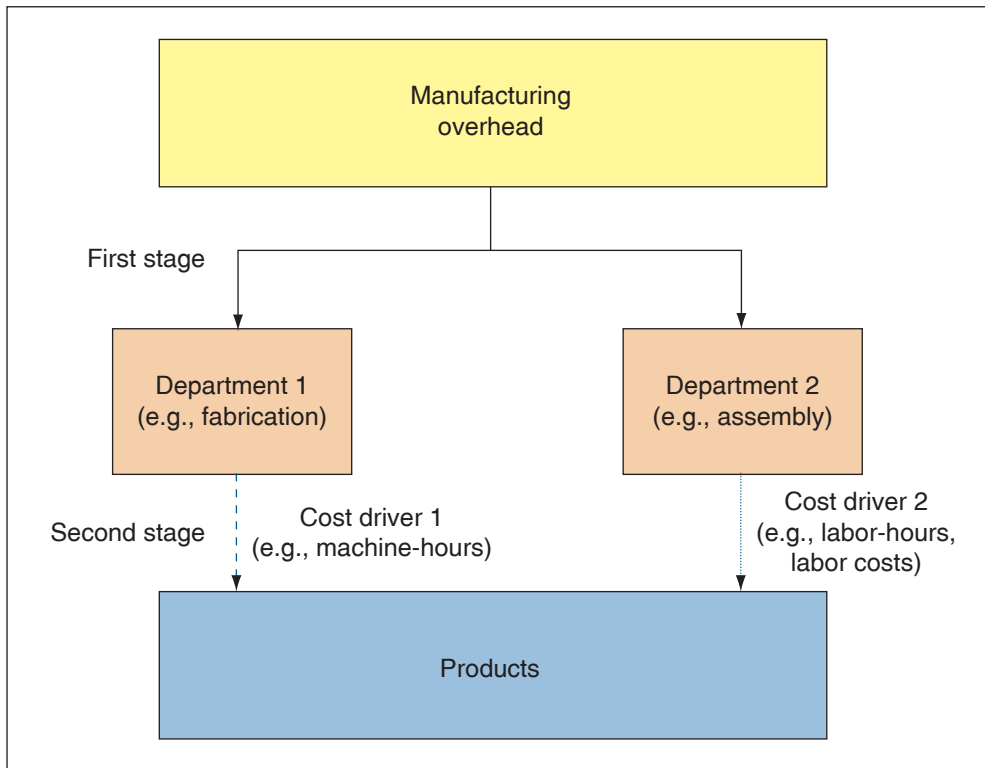 Manufacturing
overhead
First stage
Department 1
(e.g., fabrication)
Department 2
(e.g., assembly)
Second stage
Cost driver 1
(e.g., machine-hours)
Cost driver 2
(e.g., labor-hours,
labor costs)
Products